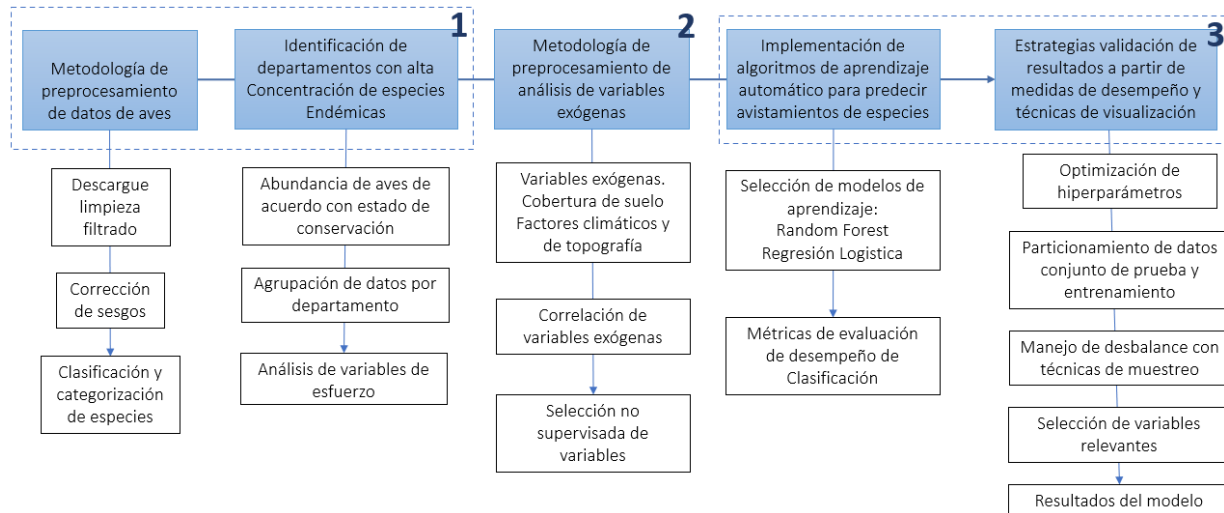 1
Metodología de
preprocesamiento
de datos de aves
Identificación de
departamentos con alta
Concentración de especies
Endémicas
2
Metodología de
preprocesamiento de
análisis de variables
exógenas
3
Implementación de
algoritmos de aprendizaje
automático para predecir
avistamientos de especies
Estrategias validación de
resultados a partir de
medidas de desempeño y
técnicas de visualización
Descargue
limpieza
filtrado
Corrección
de sesgos
Clasificación y
categorización
de especies
Abundancia de aves de
acuerdo con estado de
conservación
Agrupación de datos por
departamento
Análisis de variables de
esfuerzo
Variables exógenas.
Cobertura de suelo
Factores climáticos y
de topografía
Correlación de
variables exógenas
Selección no
supervisada de
variables
Selección de modelos de
aprendizaje:
Random Forest
Regresión Logistica
Métricas de evaluación
de desempeño de
Clasificación
Optimización de
hiperparámetros
Particionamiento de datos
conjunto de prueba y
entrenamiento
Manejo de desbalance con
técnicas de muestreo
Selección de variables
relevantes
Resultados del modelo